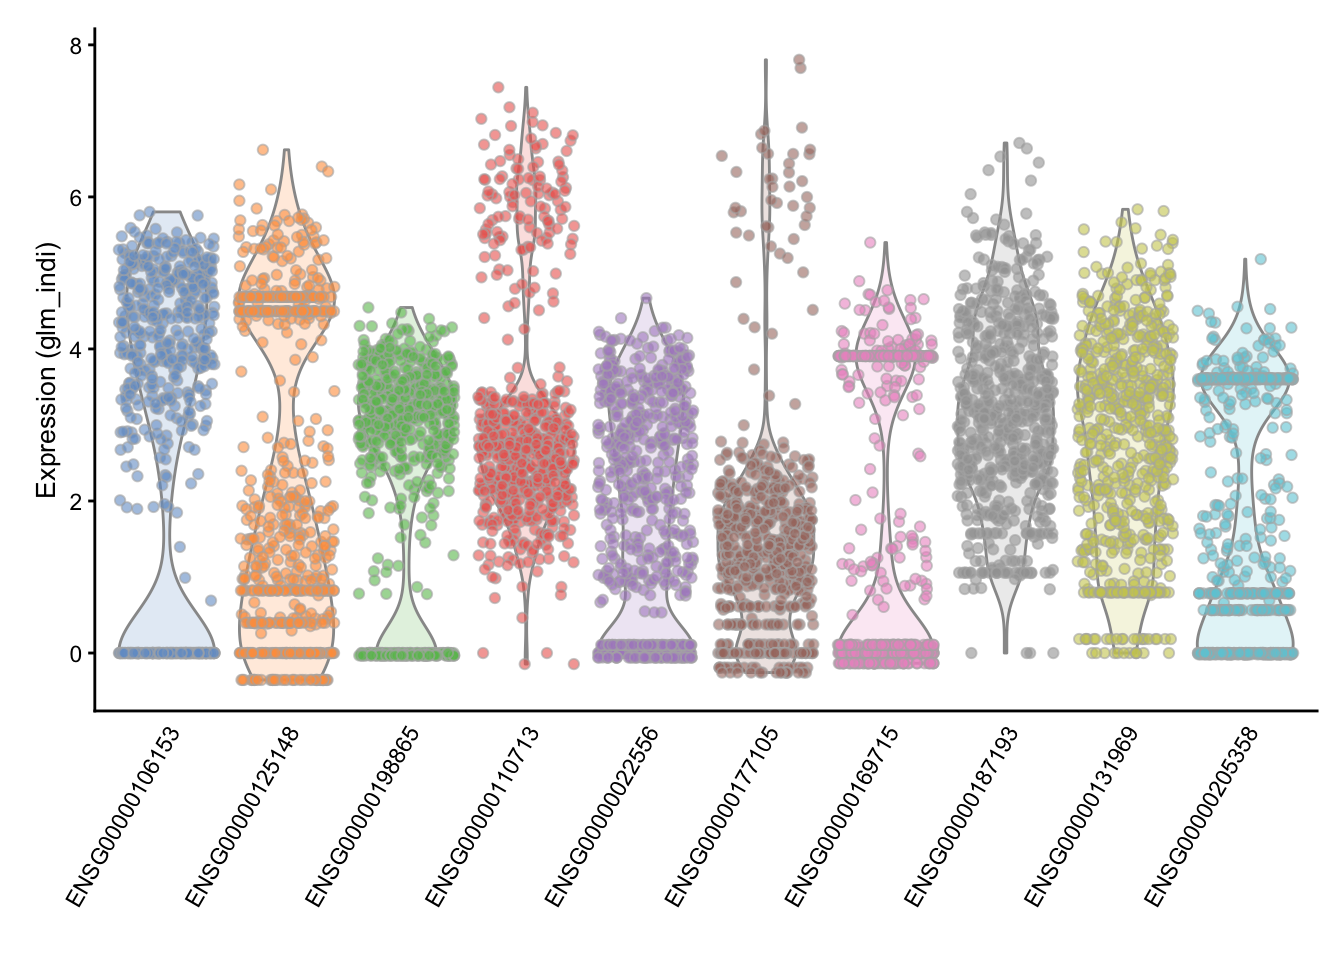 Expression (glm_indi)
8
6
4
2
0
ENSG00000106153
ENSG00000125148
ENSG00000198865
ENSG00000110713
ENSG00000022556
ENSG00000177105
ENSG00000169715
ENSG00000187193
ENSG00000131969
ENSG00000205358